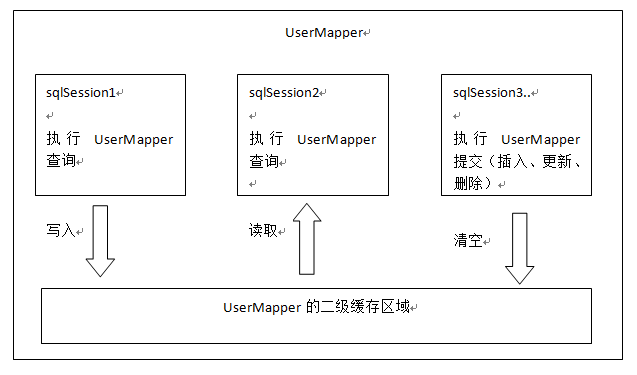 UserMapper
sqlSession1
执行 UserMapper
查询
sqlSession2
执行 UserMapper
查询
sqlSession3..
执行 UserMapper
提交（插入、更新、
删除）
写入
读取
清空
UserMapper 的二级缓存区域